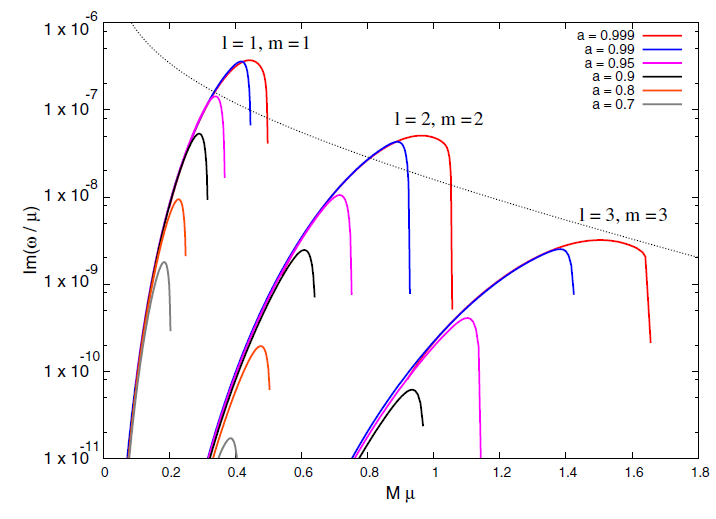 1 x 10^-6
1 x 10^-7
1 x 10^-8
1 x 10^-9
1 x 10^-10
1 x 10^-11
Im(ω / μ)
l = 1, m = 1
l = 2, m = 2
l = 3, m = 3
a = 0.999
a = 0.99
a = 0.95
a = 0.9
a = 0.8
a = 0.7
0 0.2 0.4 0.6 0.8 1 1.2 1.4 1.6 1.8
M μ